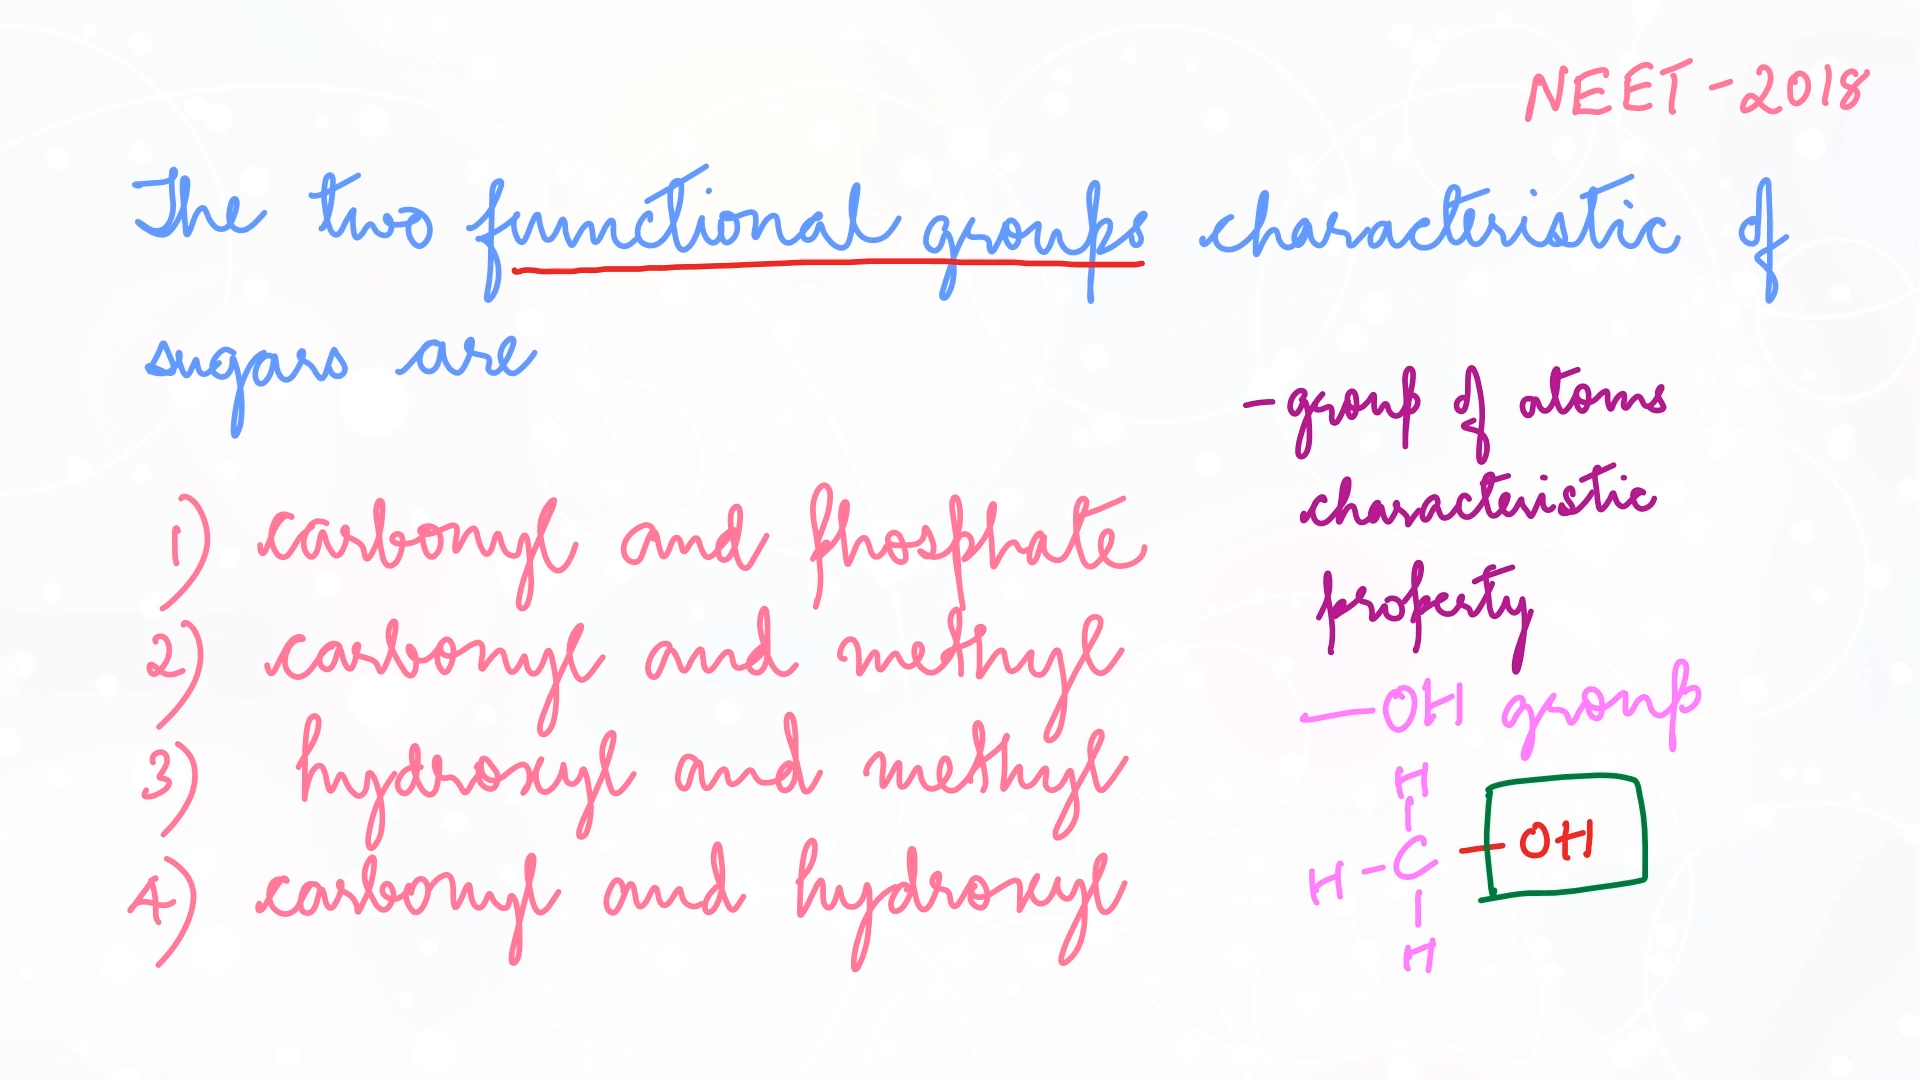 NEET-2018
The two functional groups characteristic of
sugars are
1) carbonyl and phosphate
2) carbonyl and methyl
3) hydroxyl and methyl
4) carbonyl and hydroxyl
- group of atoms
characteristic
property
—OH group
H
H - C - OH
H